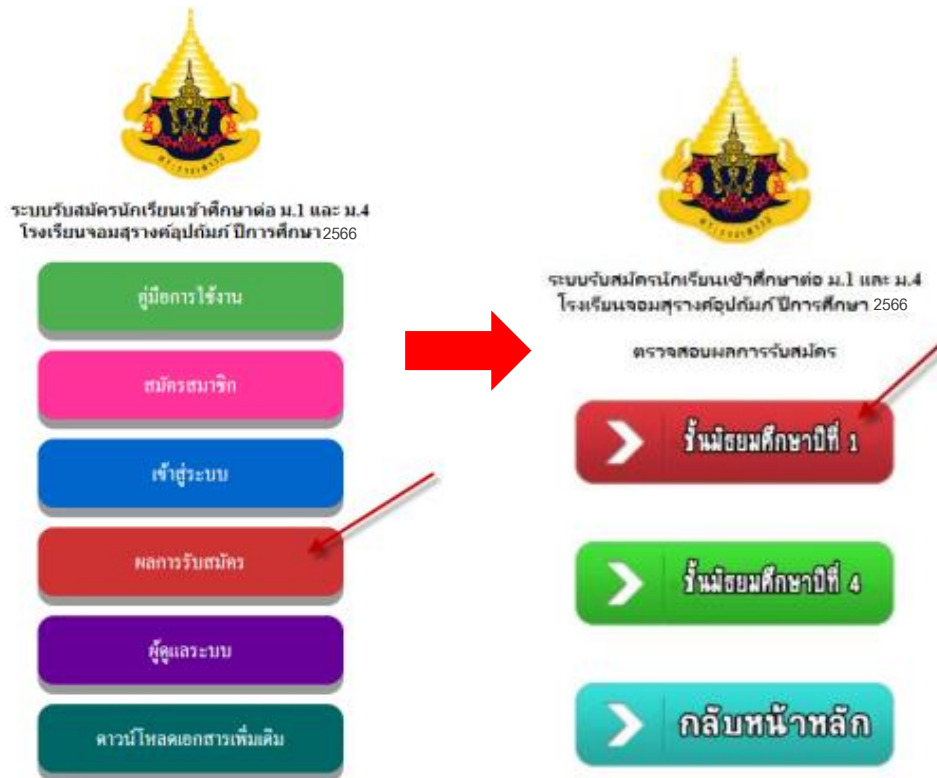 ระบบรับสมัครนักเรียนเข้าศึกษาต่อ ม.1 และ ม.4
โรงเรียนจอมสุรางค์อุปถัมภ์ ปีการศึกษา 2566
คู่มือการใช้งาน
สมัครสมาชิก
เข้าสู่ระบบ
ผลการรับสมัคร
ผู้ดูแลระบบ
ดาวน์โหลดเอกสารเพิ่มเติม
ระบบรับสมัครนักเรียนเข้าศึกษาต่อ ม.1 และ ม.4
โรงเรียนจอมสุรางค์อุปถัมภ์ ปีการศึกษา 2566
ตรวจสอบผลการรับสมัคร
ชั้นมัธยมศึกษาปีที่ 1
ชั้นมัธยมศึกษาปีที่ 4
กลับหน้าหลัก